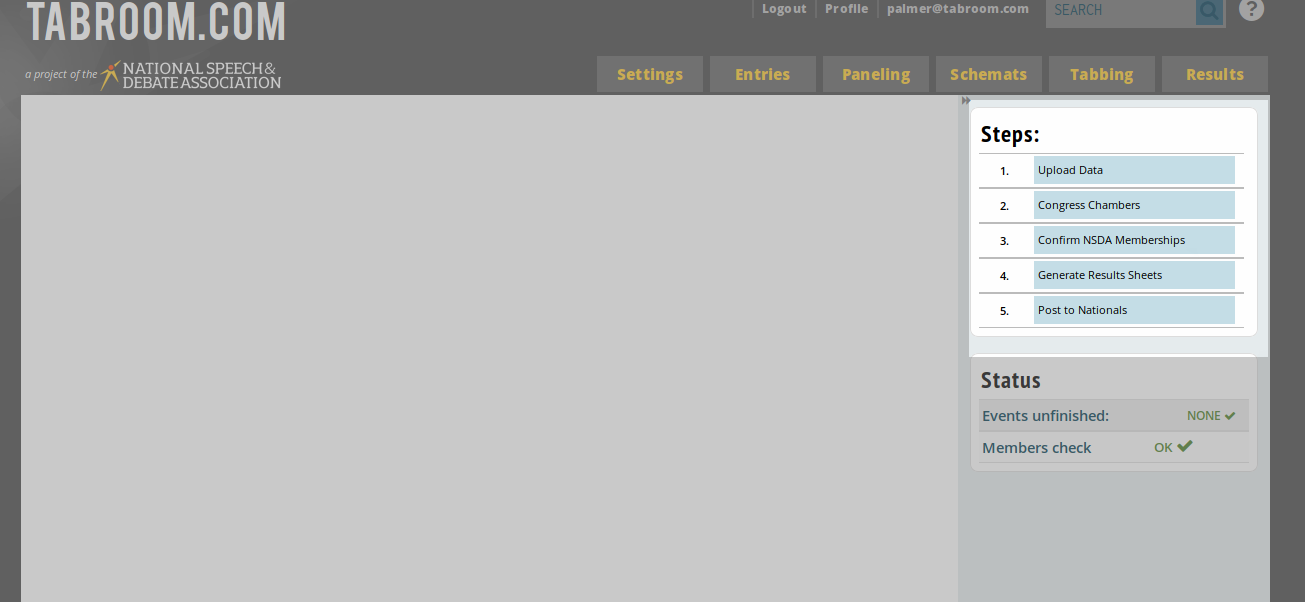 TABROOM.COM
Logout Profile palmer@tabroom.com SEARCH ?
a project of the NATIONAL SPEECH &
DEBATE ASSOCIATION
Settings Entries Paneling Schemats Tabbing Results
Steps:
1. Upload Data
2. Congress Chambers
3. Confirm NSDA Memberships
4. Generate Results Sheets
5. Post to Nationals
Status
Events unfinished: NONE
Members check OK